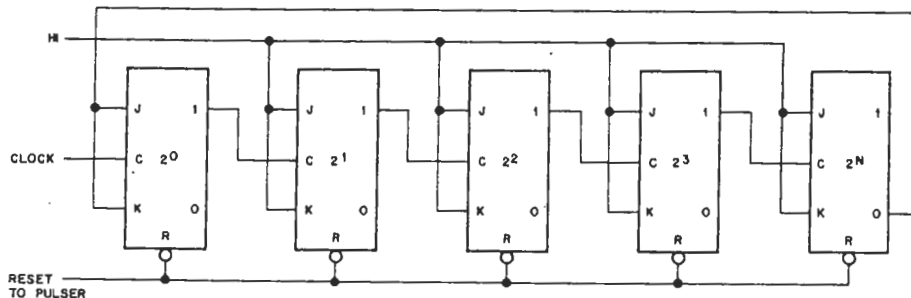 HI
J 1 J 1 J 1 J 1 J 1
CLOCK C 2⁰ C 2¹ C 2² C 2³ C 2ᴺ
K 0 K 0 K 0 K 0 K 0
R R R R R
RESET
TO PULSER